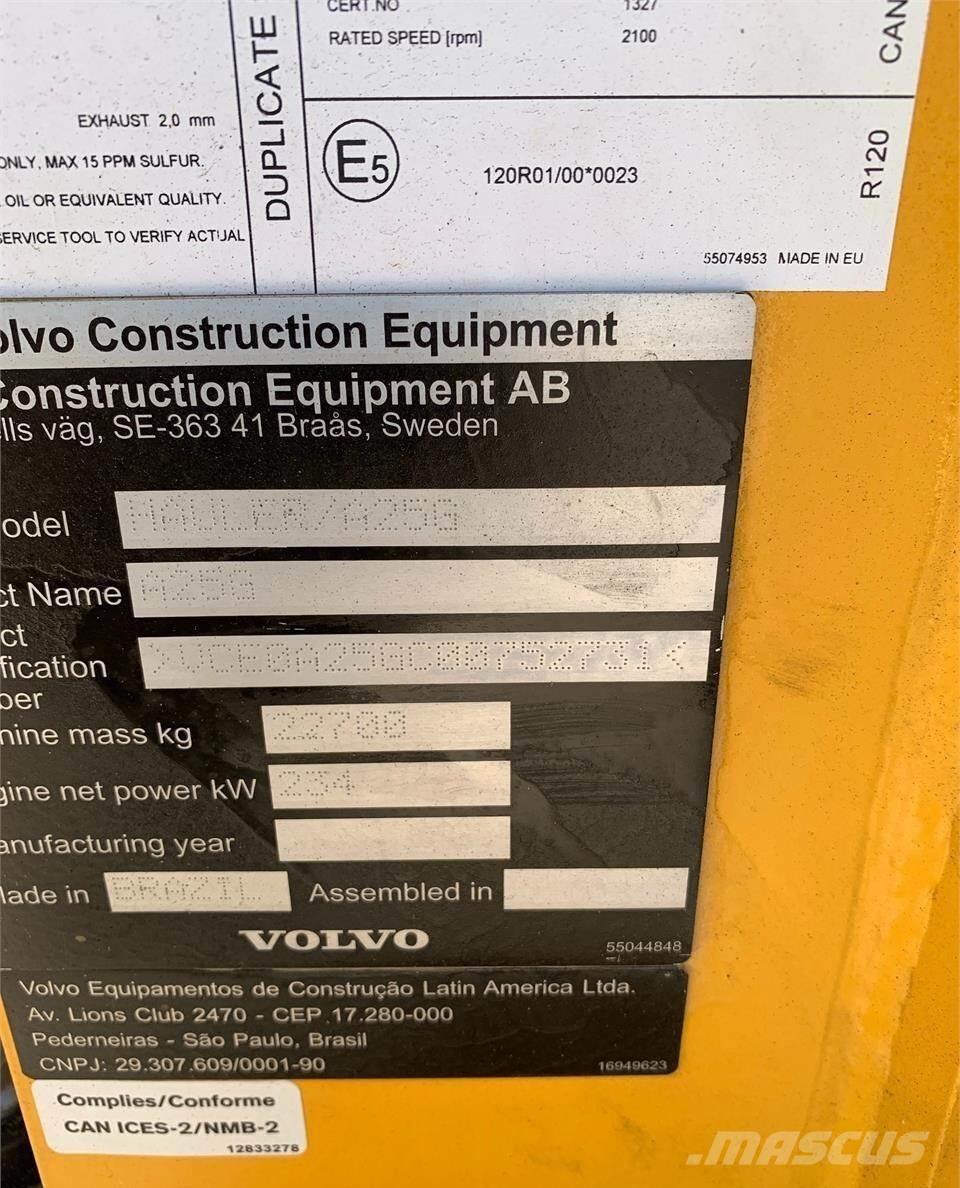 CERT.NO 1327
RATED SPEED [rpm] 2100
CAN
DUPLICATE
EXHAUST 2,0 mm
ONLY, MAX 15 PPM SULFUR.
OIL OR EQUIVALENT QUALITY.
SERVICE TOOL TO VERIFY ACTUAL
E5
120R01/00*0023
R120
55074953 MADE IN EU
olvo Construction Equipment
Construction Equipment AB
lls väg, SE-363 41 Braås, Sweden
odel HAULER/A25G
ct Name A25G
ct
fication >VCE0A25GC00752731<
ber
hine mass kg 22700
gine net power kW 234
anufacturing year
Made in BRAZIL Assembled in
VOLVO
55044848
Volvo Equipamentos de Construção Latin America Ltda.
Av. Lions Club 2470 - CEP 17.280-000
Pederneiras - São Paulo, Brasil
CNPJ: 29.307.609/0001-90
16949623
Complies/Conforme
CAN ICES-2/NMB-2
12833278
MASCUS